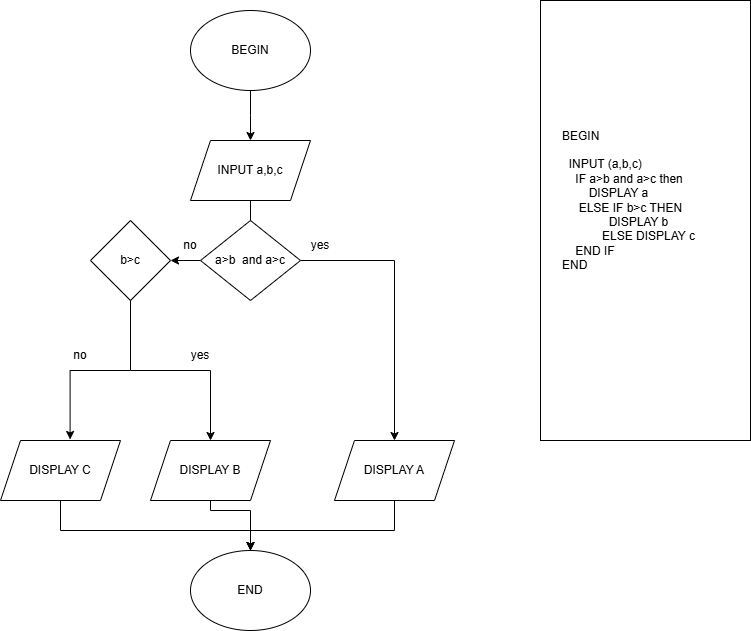 BEGIN
INPUT a,b,c
b>c
no
a>b and a>c
yes
no
yes
DISPLAY C
DISPLAY B
DISPLAY A
END
BEGIN
INPUT (a,b,c)
IF a>b and a>c then
DISPLAY a
ELSE IF b>c THEN
DISPLAY b
ELSE DISPLAY c
END IF
END